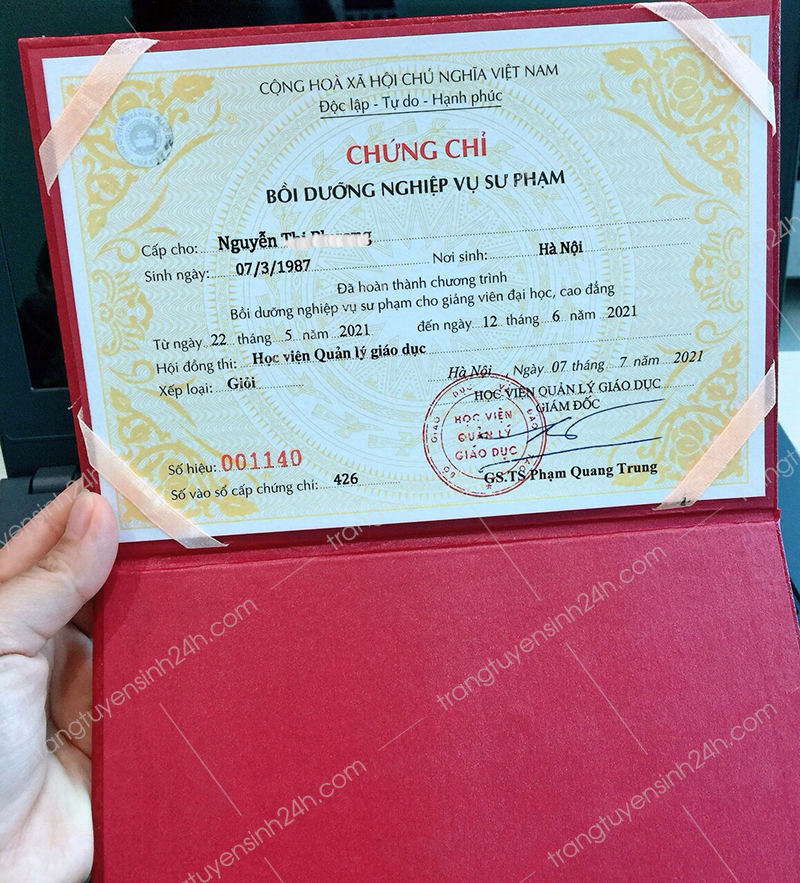 CỘNG HOÀ XÃ HỘI CHỦ NGHĨA VIỆT NAM
Độc lập - Tự do - Hạnh phúc
CHỨNG CHỈ
BỒI DƯỠNG NGHIỆP VỤ SƯ PHẠM
Cấp cho: Nguyễn
Sinh ngày: 07/3/1987 Nơi sinh: Hà Nội
Đã hoàn thành chương trình
Bồi dưỡng nghiệp vụ sư phạm cho giảng viên đại học, cao đẳng
Từ ngày 22 tháng 5 năm 2021 đến ngày 12 tháng 6 năm 2021
Hội đồng thi: Học viện Quản lý giáo dục
Xếp loại: Giỏi
Hà Nội, Ngày 07 tháng 7 năm 2021
HỌC VIỆN QUẢN LÝ GIÁO DỤC
GIÁM ĐỐC
HỌC VIỆN
QUẢN LÝ
GIÁO DỤC
GS.TS Phạm Quang Trung
Số hiệu: 001140
Số vào sổ cấp chứng chỉ: 426
trangtuyensinh24h.com
trangtuyensinh24h.com
trangtuyensinh24h.com
trangtuyensinh24h.com